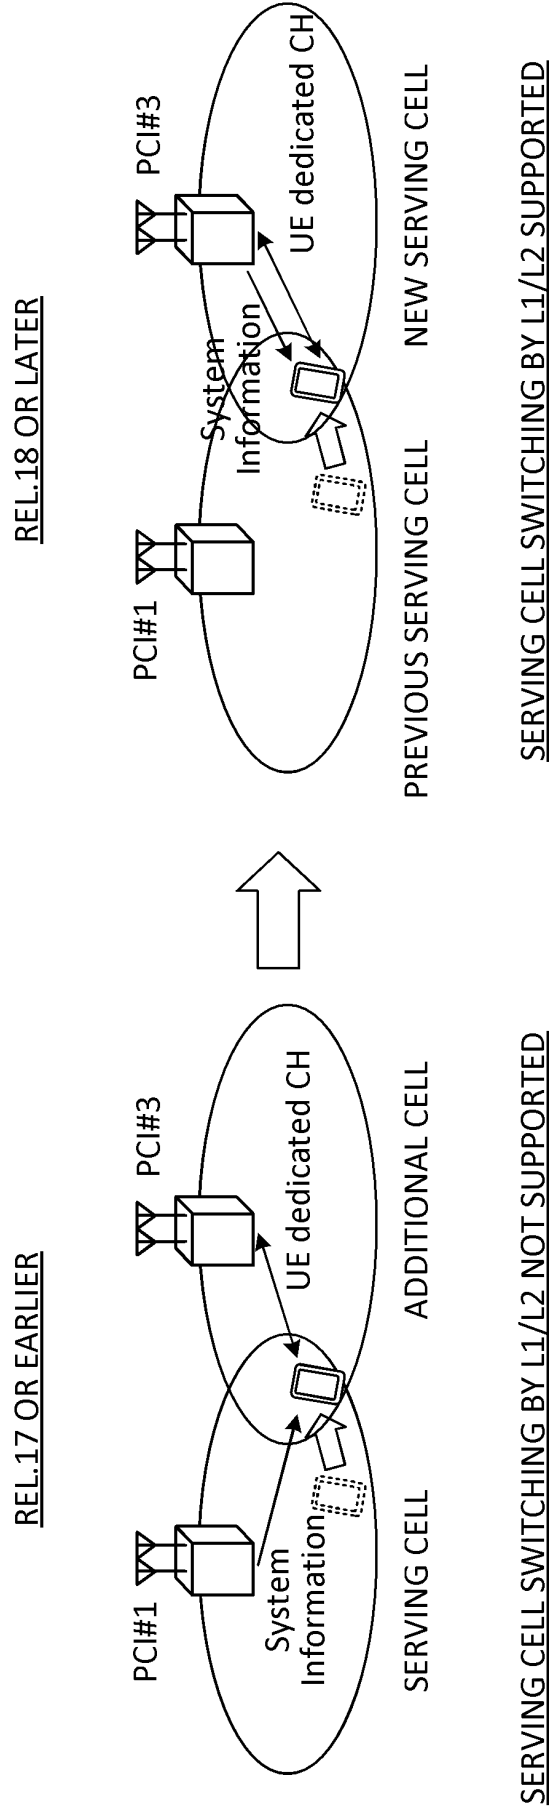 REL.17 OR EARLIER
PCI#1
PCI#3
System
Information
UE dedicated CH
SERVING CELL
ADDITIONAL CELL
SERVING CELL SWITCHING BY L1/L2 NOT SUPPORTED
REL.18 OR LATER
PCI#1
PCI#3
System
Information
UE dedicated CH
PREVIOUS SERVING CELL
NEW SERVING CELL
SERVING CELL SWITCHING BY L1/L2 SUPPORTED